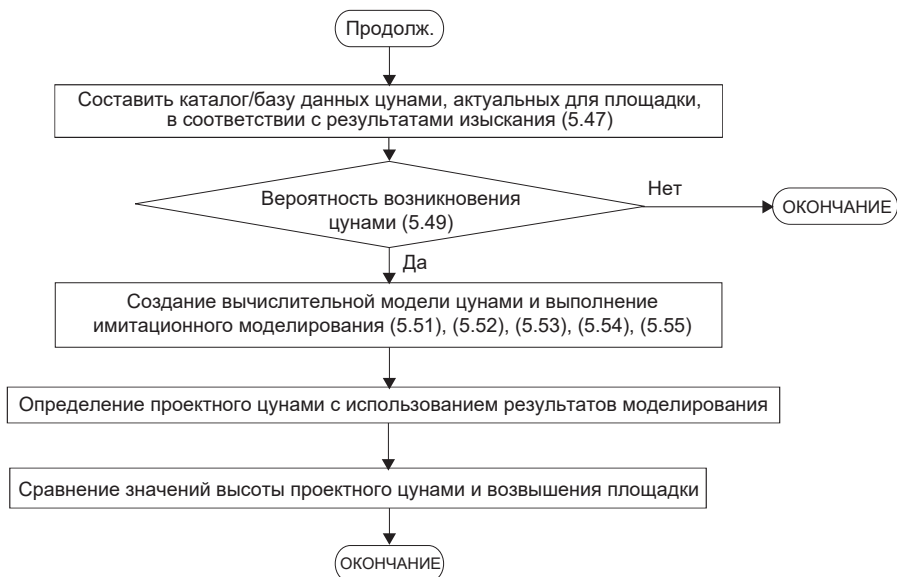 Продолж.
Составить каталог/базу данных цунами, актуальных для площадки,
в соответствии с результатами изыскания (5.47)
Вероятность возникновения
цунами (5.49)
Нет
ОКОНЧАНИЕ
Да
Создание вычислительной модели цунами и выполнение
имитационного моделирования (5.51), (5.52), (5.53), (5.54), (5.55)
Определение проектного цунами с использованием результатов моделирования
Сравнение значений высоты проектного цунами и возвышения площадки
ОКОНЧАНИЕ